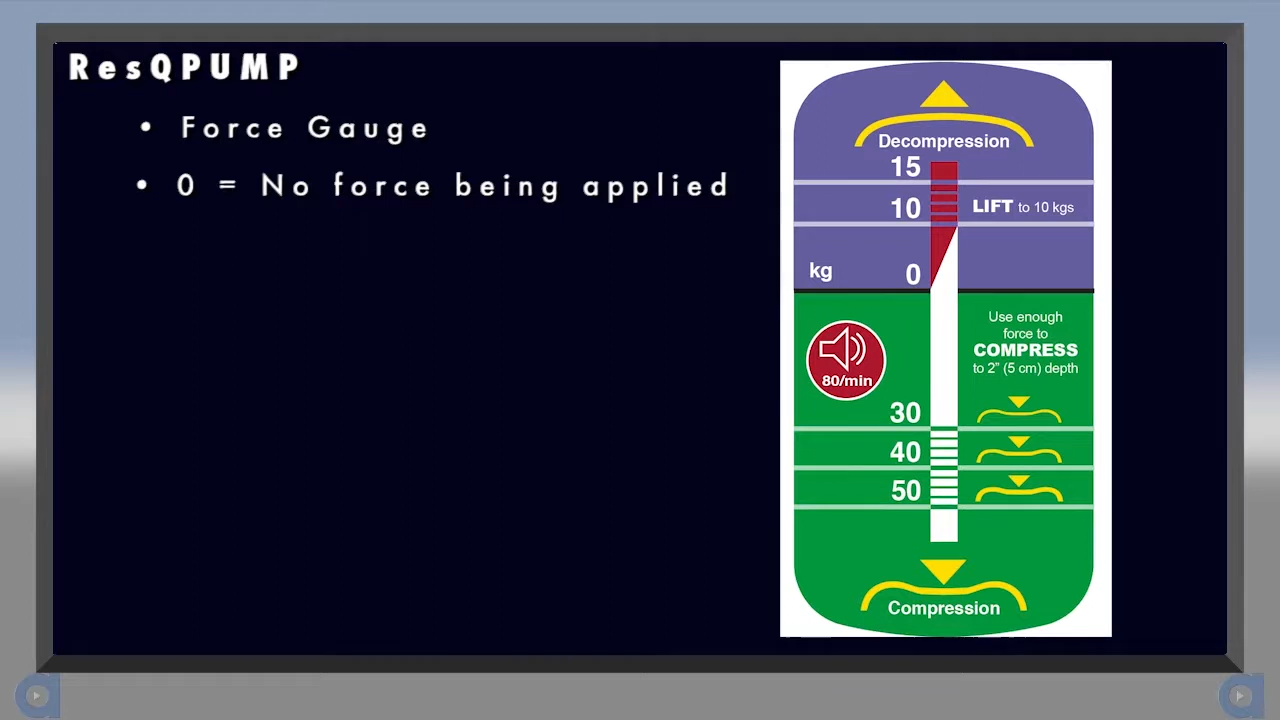 ResQPUMP
• Force Gauge
• 0 = No force being applied
Decompression
15
10
LIFT to 10 kgs
kg
0
Use enough
force to
COMPRESS
to 2" (5 cm) depth
80/min
30
40
50
Compression